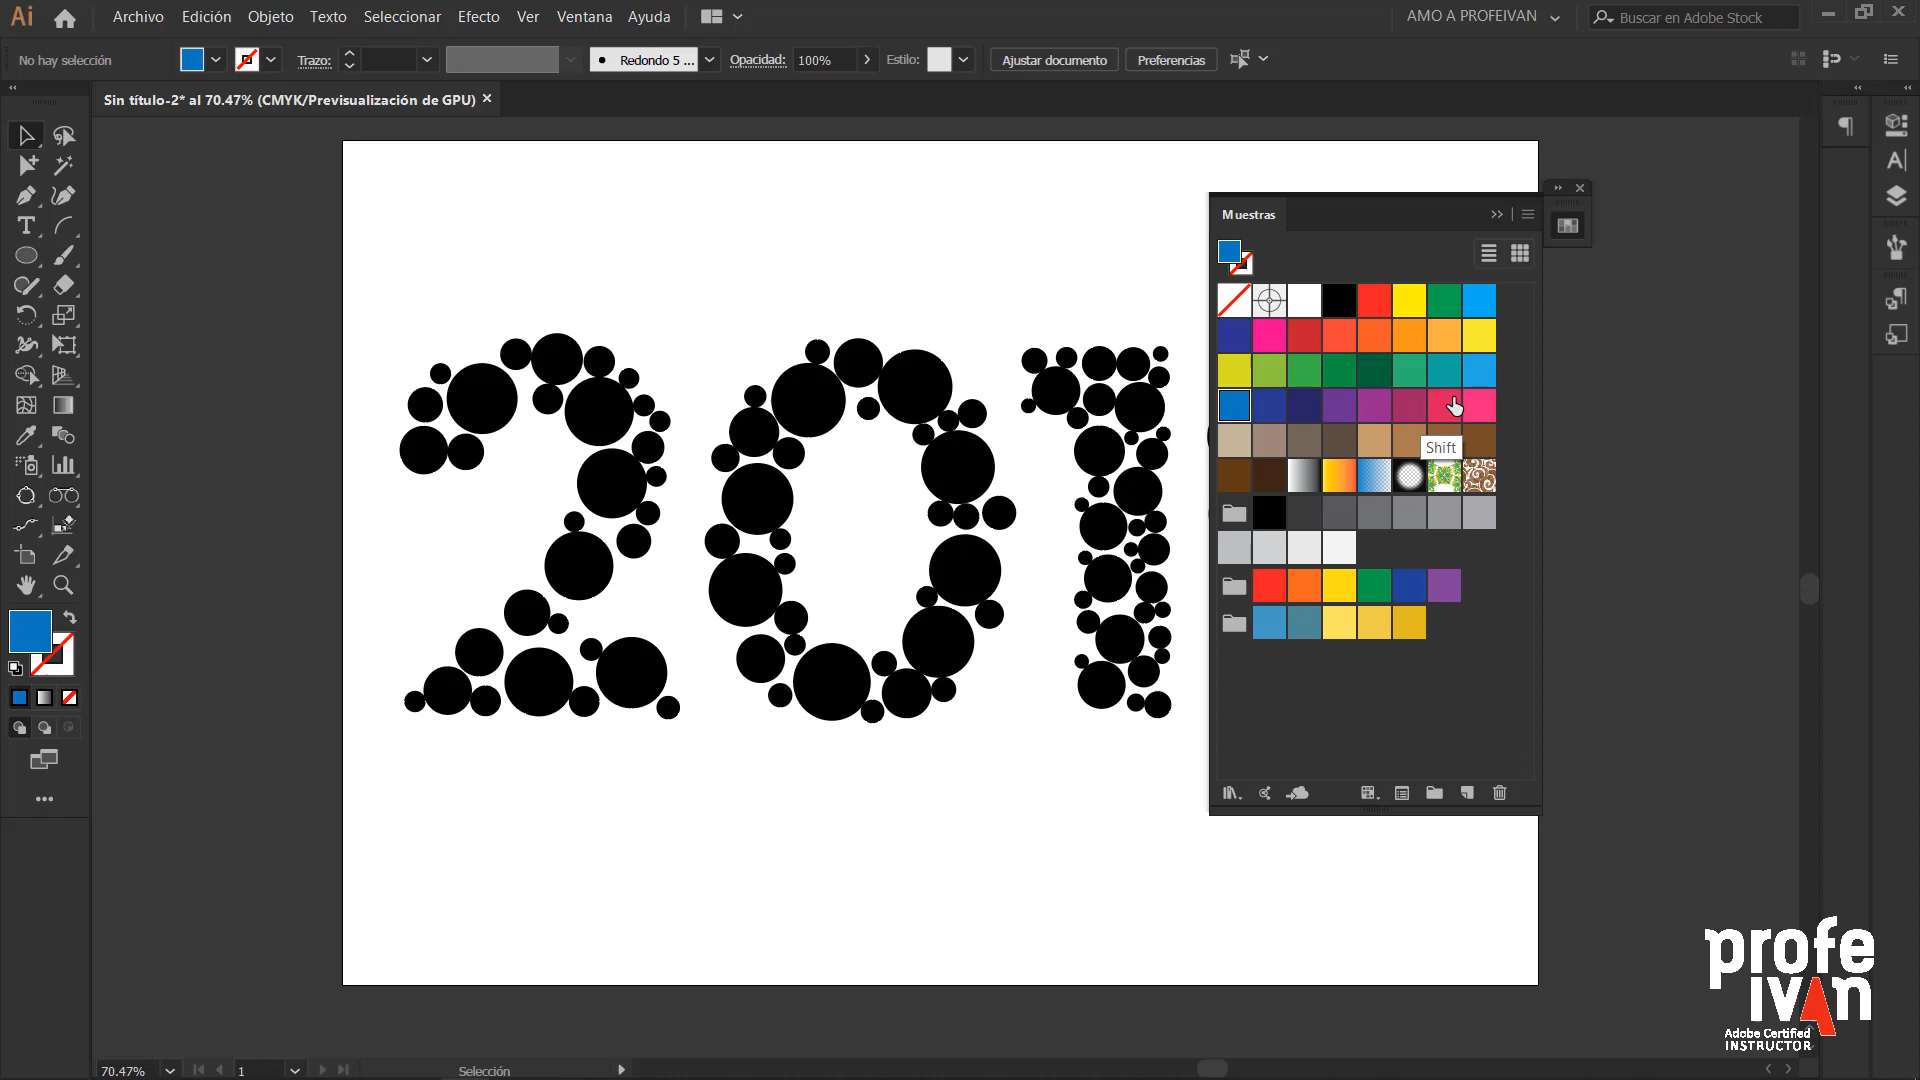 Ai
Archivo Edición Objeto Texto Seleccionar Efecto Ver Ventana Ayuda
AMO A PROFEIVAN
Buscar en Adobe Stock
No hay selección
Trazo:
Redondo 5 ...
Opacidad: 100%
Estilo:
Ajustar documento
Preferencias
Sin título-2* al 70.47% (CMYK/Previsualización de GPU)
Muestras
Shift
201
profe
ivan
Adobe Certified
INSTRUCTOR
70.47%
1
Selección